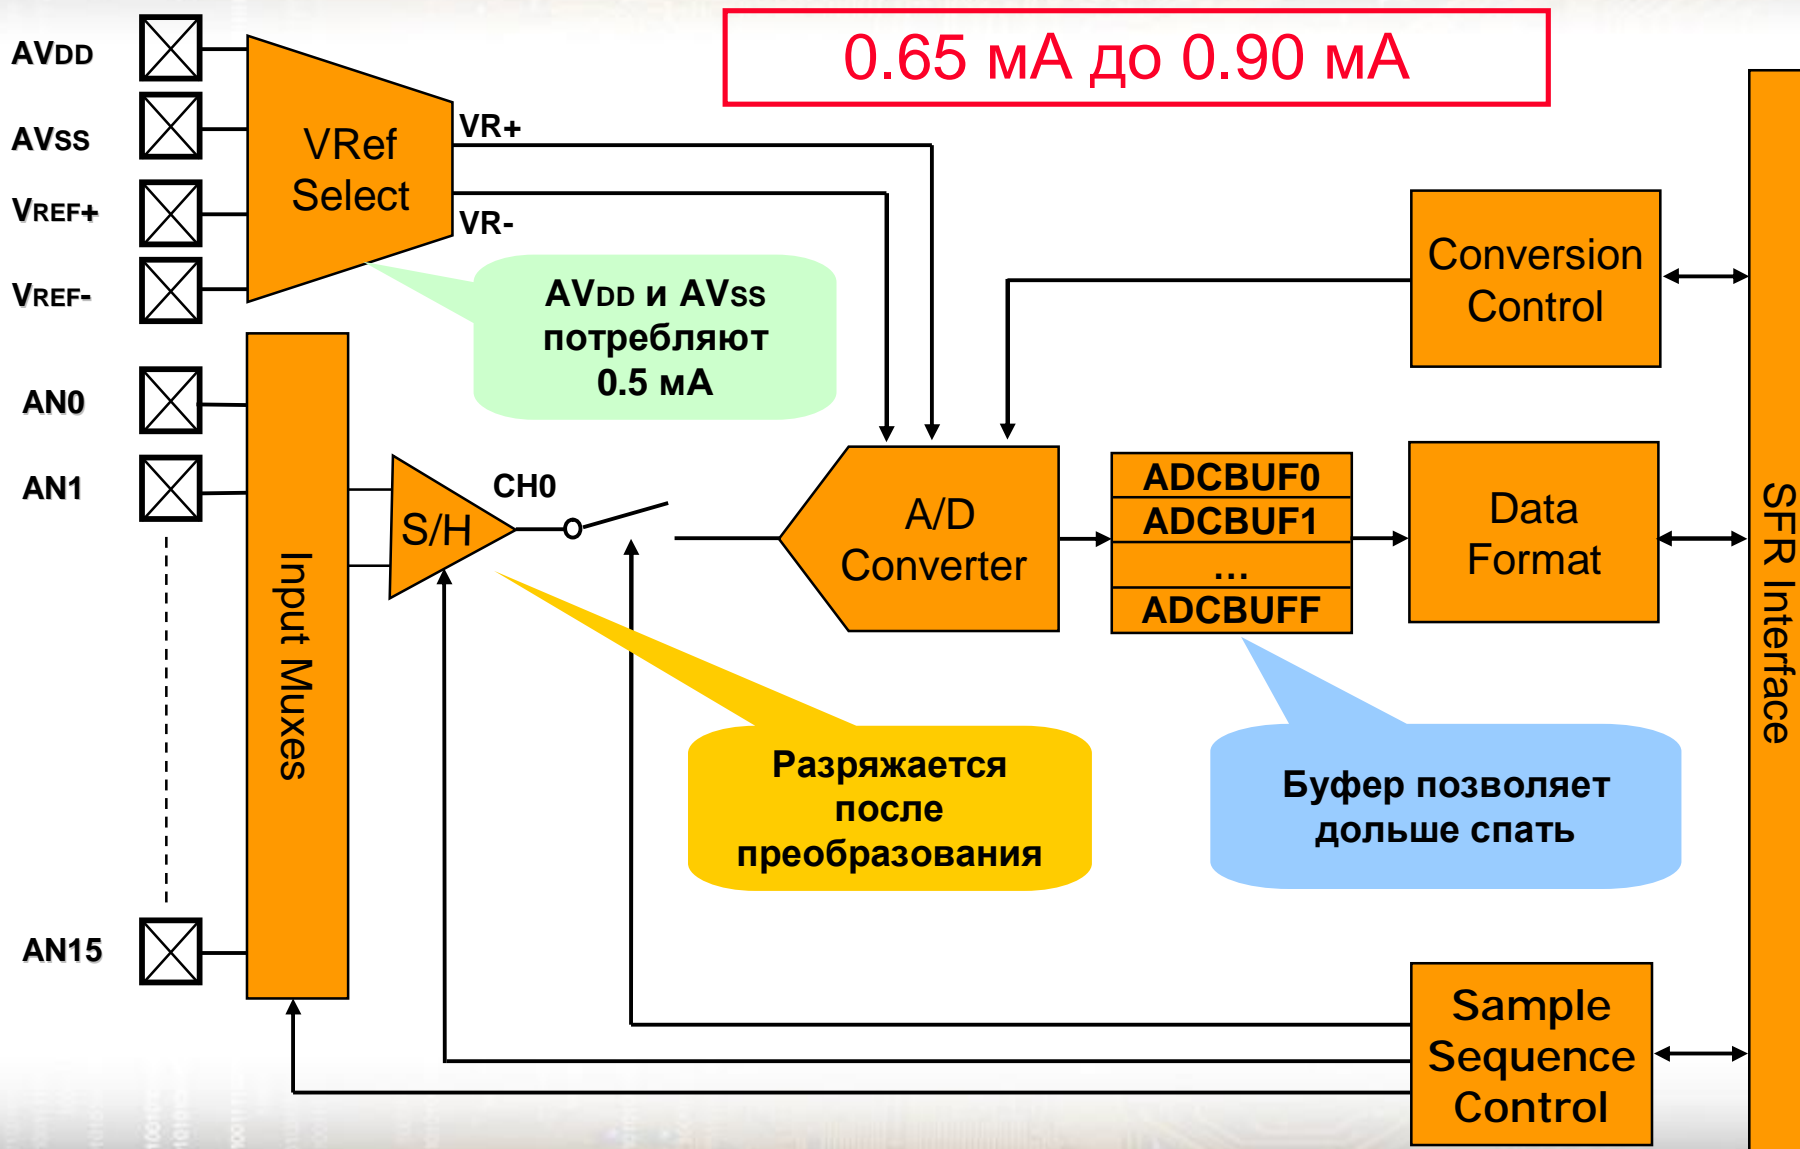 0.65 мА до 0.90 мА
AVDD
AVSS
VREF+
VREF-
VRef
Select
VR+
VR-
AVDD и AVSS
потребляют
0.5 мА
Conversion
Control
AN0
AN1
AN15
Input Muxes
S/H
CH0
A/D
Converter
ADCBUF0
ADCBUF1
...
ADCBUFF
Data
Format
SFR Interface
Разряжается
после
преобразования
Буфер позволяет
дольше спать
Sample
Sequence
Control